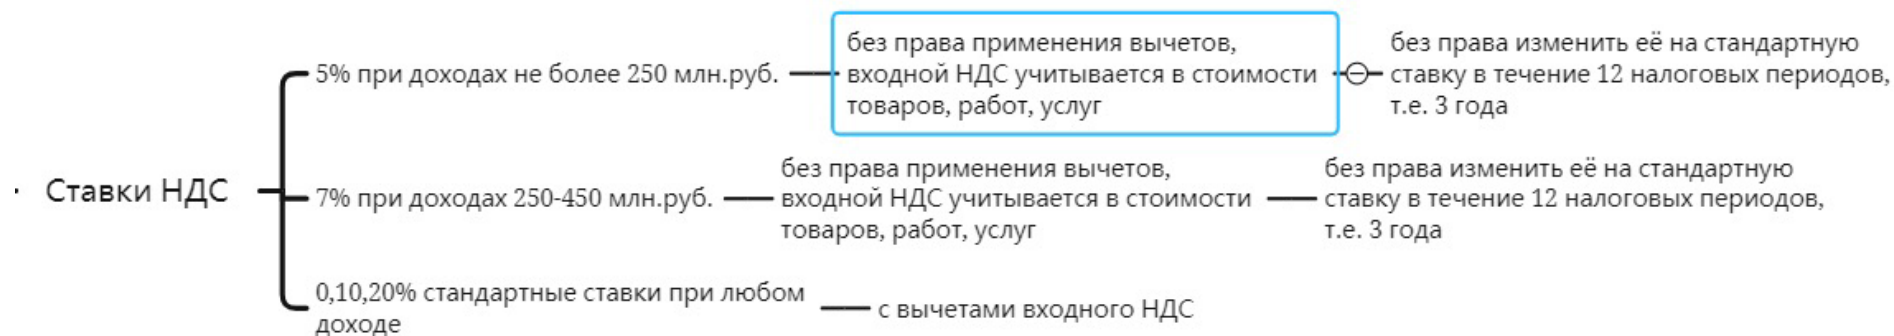 Ставки НДС
5% при доходах не более 250 млн.руб.
без права применения вычетов,
входной НДС учитывается в стоимости
товаров, работ, услуг
без права изменить её на стандартную
ставку в течение 12 налоговых периодов,
т.е. 3 года
7% при доходах 250-450 млн.руб.
без права применения вычетов,
входной НДС учитывается в стоимости
товаров, работ, услуг
без права изменить её на стандартную
ставку в течение 12 налоговых периодов,
т.е. 3 года
0,10,20% стандартные ставки при любом
доходе
с вычетами входного НДС